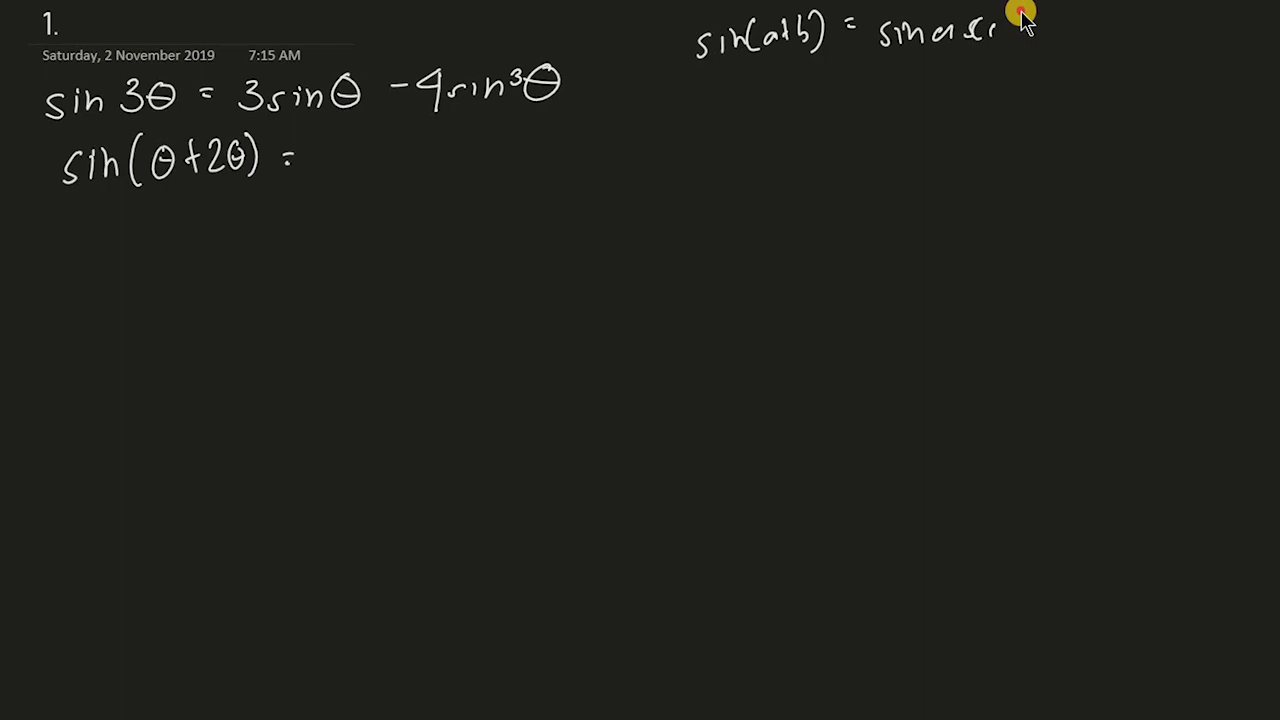 1.
Saturday, 2 November 2019 7:15 AM
sin 3θ = 3sinθ - 4sin³θ
sin(θ+2θ) =
sin(a+b) = sin a